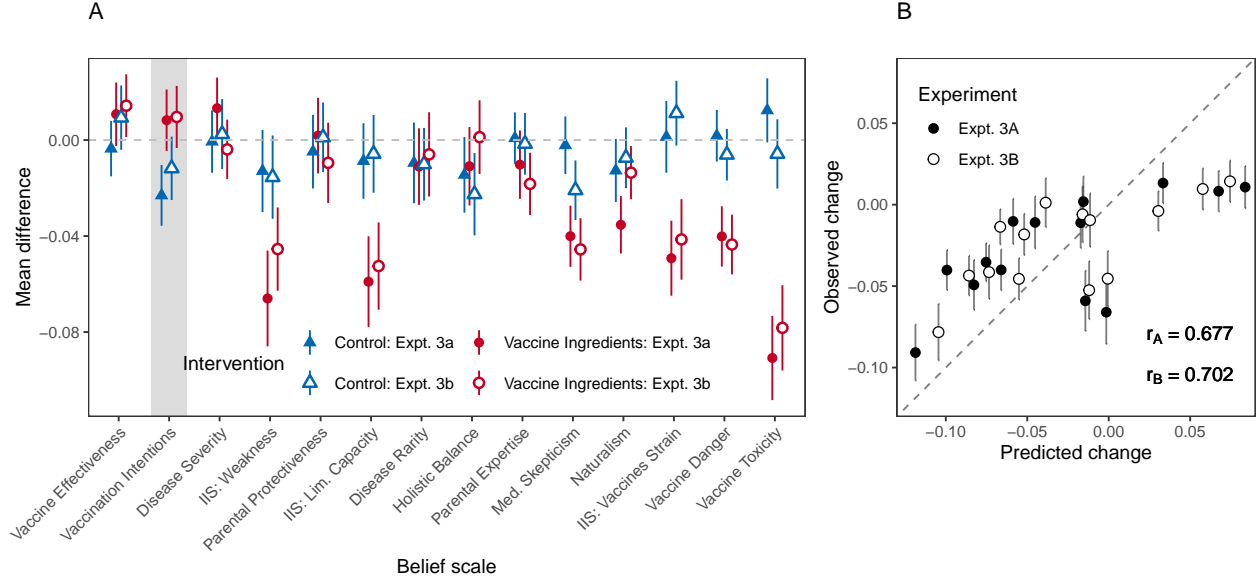 A
Mean difference
0.00
−0.04
−0.08
Intervention
Control: Expt. 3a
Control: Expt. 3b
Vaccine Ingredients: Expt. 3a
Vaccine Ingredients: Expt. 3b
Vaccine Effectiveness
Vaccination Intentions
Disease Severity
IIS: Weakness
Parental Protectiveness
IIS: Lim. Capacity
Disease Rarity
Holistic Balance
Parental Expertise
Med. Skepticism
Naturalism
IIS: Vaccines Strain
Vaccine Danger
Vaccine Toxicity
Belief scale
B
Observed change
0.05
0.00
−0.05
−0.10
Experiment
Expt. 3A
Expt. 3B
rA = 0.677
rB = 0.702
−0.10
−0.05
0.00
0.05
Predicted change